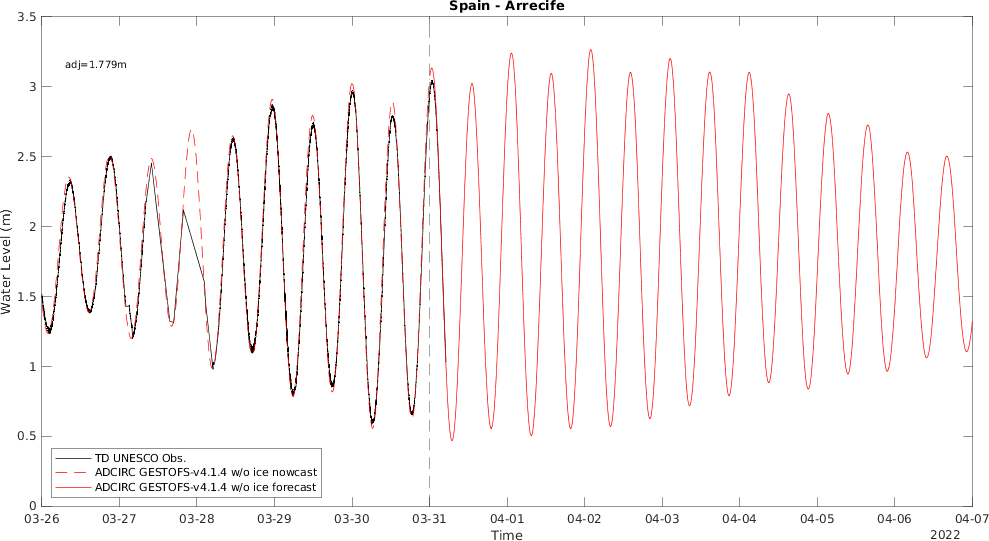 Spain - Arrecife
adj=1.779m
3.5
3
2.5
2
1.5
1
0.5
0
Water Level (m)
TD UNESCO Obs.
ADCIRC GESTOFS-v4.1.4 w/o ice nowcast
ADCIRC GESTOFS-v4.1.4 w/o ice forecast
03-26 03-27 03-28 03-29 03-30 03-31 04-01 04-02 04-03 04-04 04-05 04-06 04-07
Time
2022